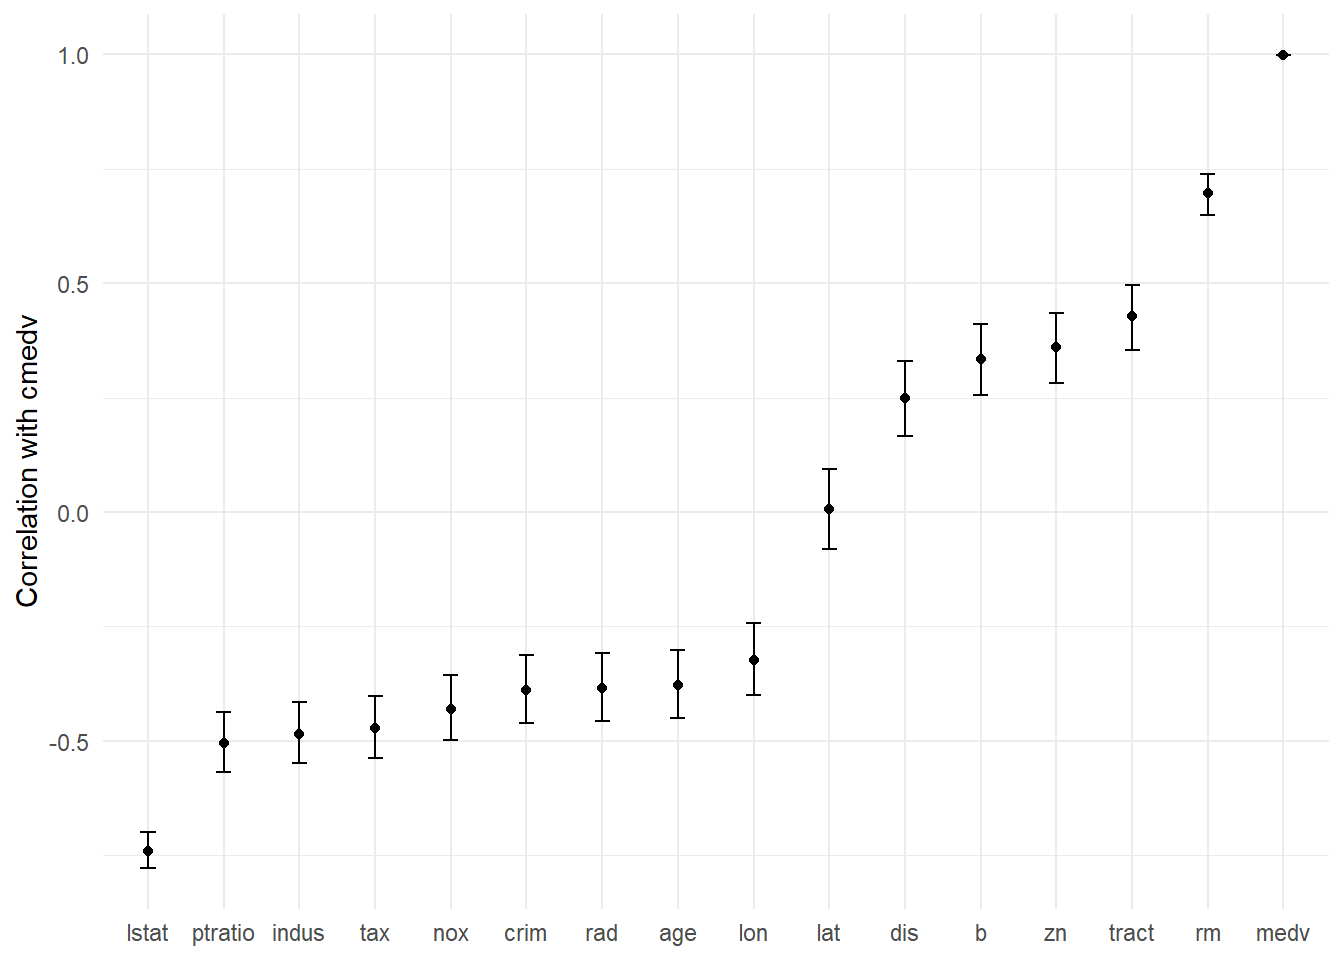 Correlation with cmedv
1.0
0.5
0.0
-0.5
lstat ptratio indus tax nox crim rad age lon lat dis b zn tract rm medv